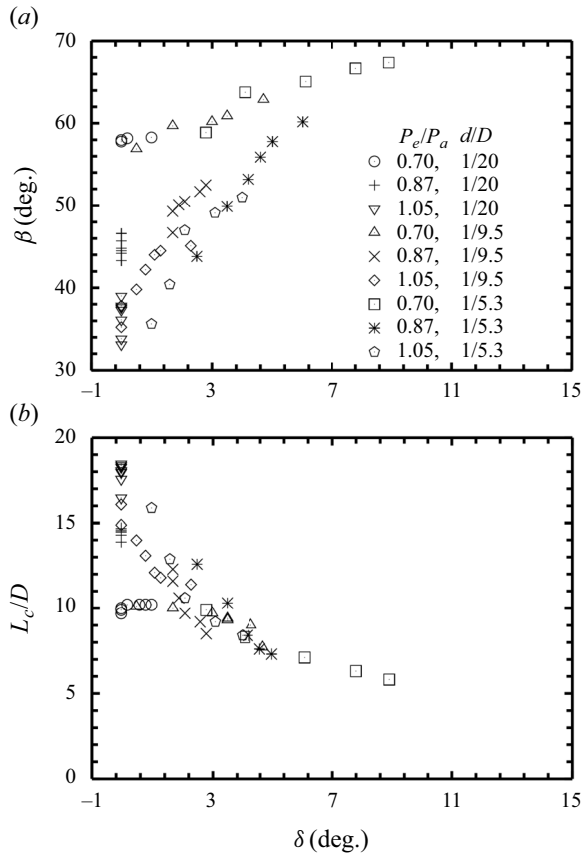 (a)
70
60
50
40
30
β (deg.)
Pe/Pa d/D
0.70, 1/20
0.87, 1/20
1.05, 1/20
0.70, 1/9.5
0.87, 1/9.5
1.05, 1/9.5
0.70, 1/5.3
0.87, 1/5.3
1.05, 1/5.3
–1 3 7 11 15
(b)
20
15
10
5
0
Lc/D
–1 3 7 11 15
δ (deg.)